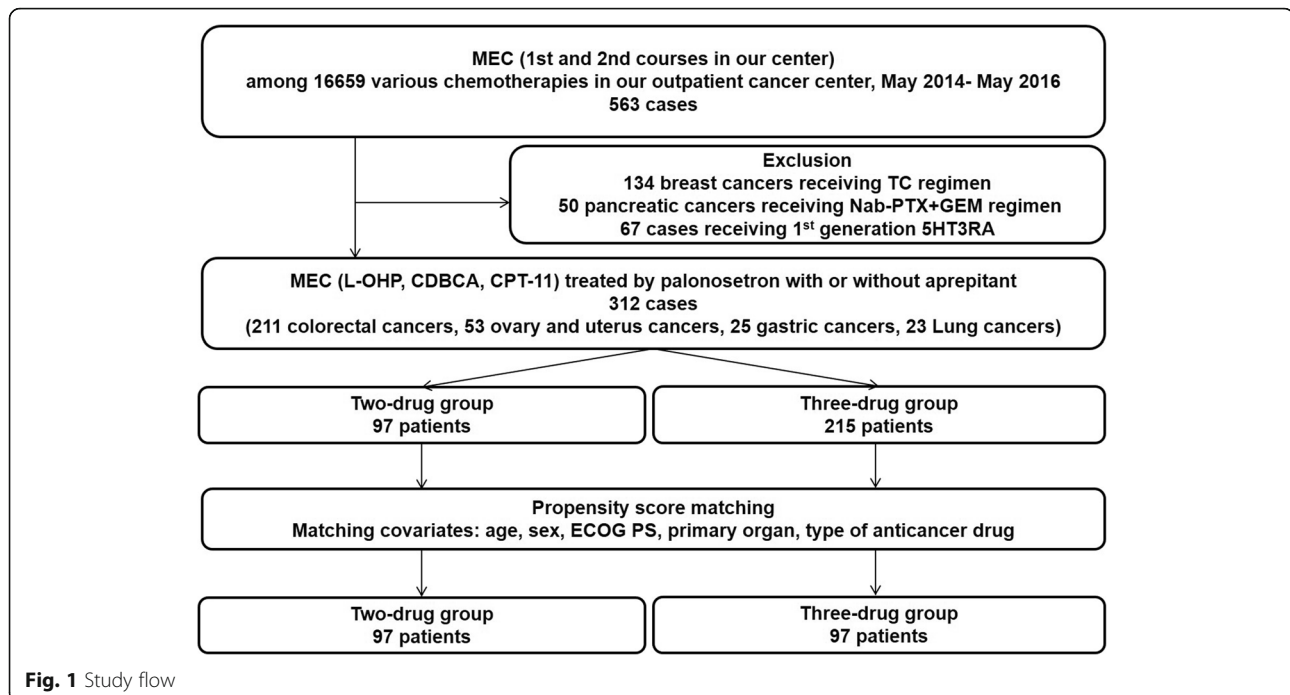 MEC (1st and 2nd courses in our center)
among 16659 various chemotherapies in our outpatient cancer center, May 2014- May 2016
563 cases
Exclusion
134 breast cancers receiving TC regimen
50 pancreatic cancers receiving Nab-PTX+GEM regimen
67 cases receiving 1st generation 5HT3RA
MEC (L-OHP, CDBCA, CPT-11) treated by palonosetron with or without aprepitant
312 cases
(211 colorectal cancers, 53 ovary and uterus cancers, 25 gastric cancers, 23 Lung cancers)
Two-drug group
97 patients
Three-drug group
215 patients
Propensity score matching
Matching covariates: age, sex, ECOG PS, primary organ, type of anticancer drug
Two-drug group
97 patients
Three-drug group
97 patients
Fig. 1 Study flow